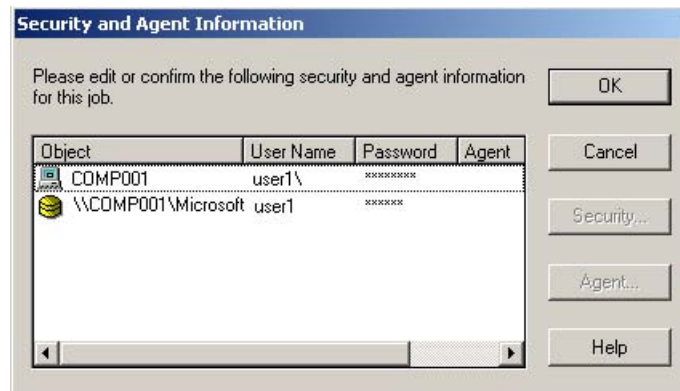 Security and Agent Information
Please edit or confirm the following security and agent information
for this job.
OK
Object User Name Password Agent
Cancel
COMP001 user1\ ********
\\COMP001\Microsoft user1 ******
Security...
Agent...
Help